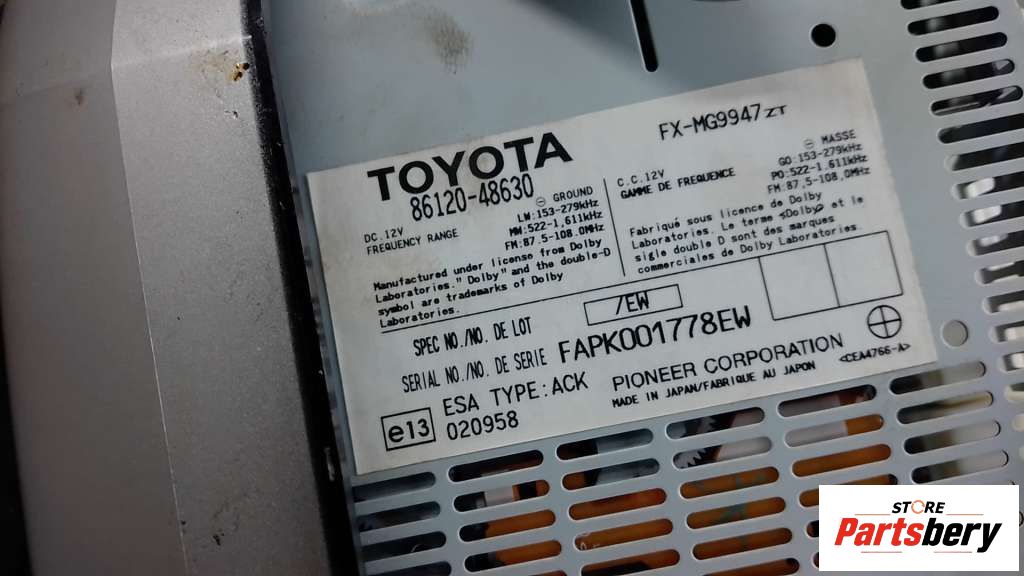 TOYOTA
FX-MG9947 ZT
86120-48630
DC.12V ⊖ GROUND
FREQUENCY RANGE LW:153-279kHz
MW:522-1,611kHz
FM:87,5-108.0MHz
Manufactured under license from Dolby
Laboratories." Dolby" and the double-D
symbol are trademarks of Dolby
Laboratories.
C.C.12V ⊖ MASSE
GAMME DE FREQUENCE GO:153-279kHz
PO:522-1,611kHz
FM:87,5-108.0MHz
Fabriqué sous licence de Dolby
Laboratories. Le terme «Dolby» et le
sigle double D sont des marques
commerciales de Dolby Laboratories.
SPEC NO./NO. DE LOT /EW
SERIAL NO./NO. DE SERIE FAPK001778EW
e13 ESA TYPE:ACK
020958
PIONEER CORPORATION
MADE IN JAPAN/FABRIQUE AU JAPON
<CEA4766-A>
STORE
Partsbery